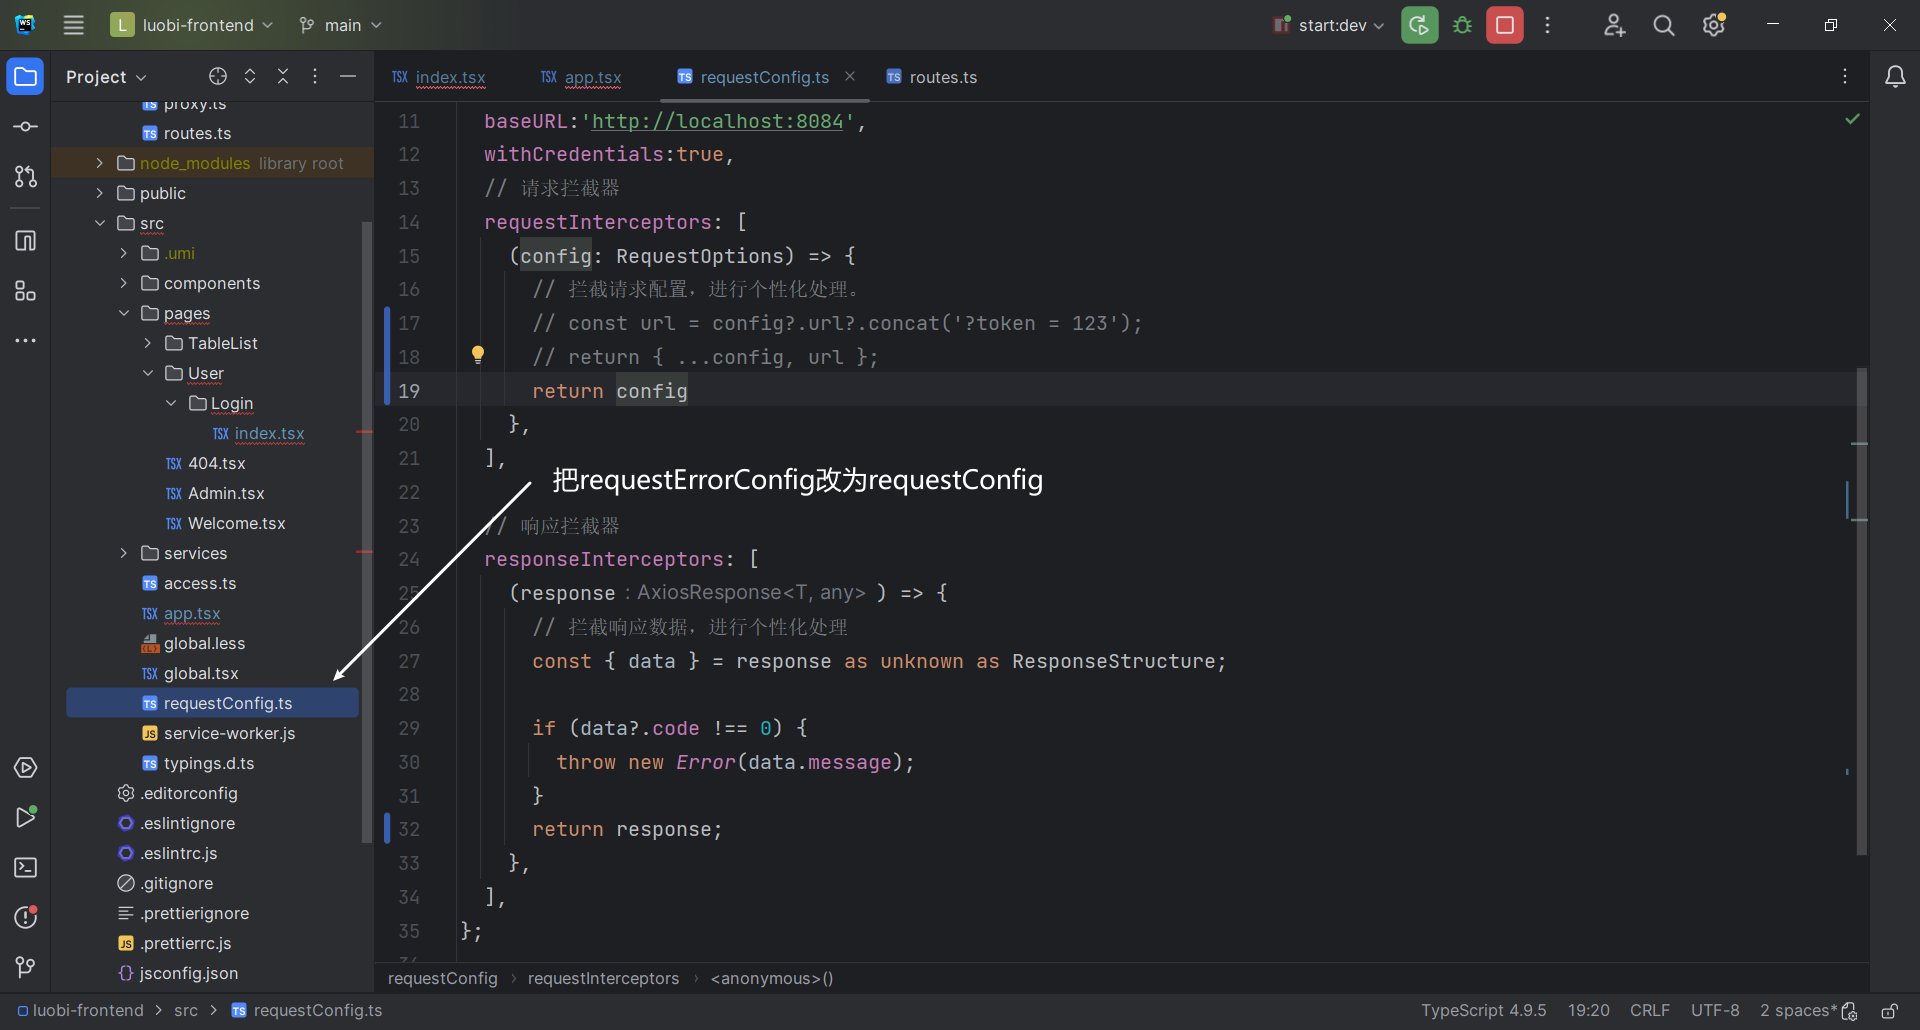 WS
L luobi-frontend
main
start:dev
Project
TSX index.tsx
TSX app.tsx
TS requestConfig.ts
TS routes.ts
TS proxy.ts
TS routes.ts
node_modules library root
public
src
.umi
components
pages
TableList
User
Login
TSX index.tsx
TSX 404.tsx
TSX Admin.tsx
TSX Welcome.tsx
services
TS access.ts
TSX app.tsx
global.less
TSX global.tsx
TS requestConfig.ts
JS service-worker.js
TS typings.d.ts
.editorconfig
.eslintignore
.eslintrc.js
.gitignore
.prettierignore
JS .prettierrc.js
jsconfig.json
11 baseURL:'http://localhost:8084',
12 withCredentials:true,
13 // 请求拦截器
14 requestInterceptors: [
15 (config: RequestOptions) => {
16 // 拦截请求配置，进行个性化处理。
17 // const url = config?.url?.concat('?token = 123');
18 // return { ...config, url };
19 return config
20 },
21 ],
把requestErrorConfig改为requestConfig
22
23 // 响应拦截器
24 responseInterceptors: [
25 (response : AxiosResponse<T, any> ) => {
26 // 拦截响应数据，进行个性化处理
27 const { data } = response as unknown as ResponseStructure;
28
29 if (data?.code !== 0) {
30 throw new Error(data.message);
31 }
32 return response;
33 },
34 ],
35 };
requestConfig › requestInterceptors › <anonymous>()
luobi-frontend > src > TS requestConfig.ts
TypeScript 4.9.5 19:20 CRLF UTF-8 2 spaces*